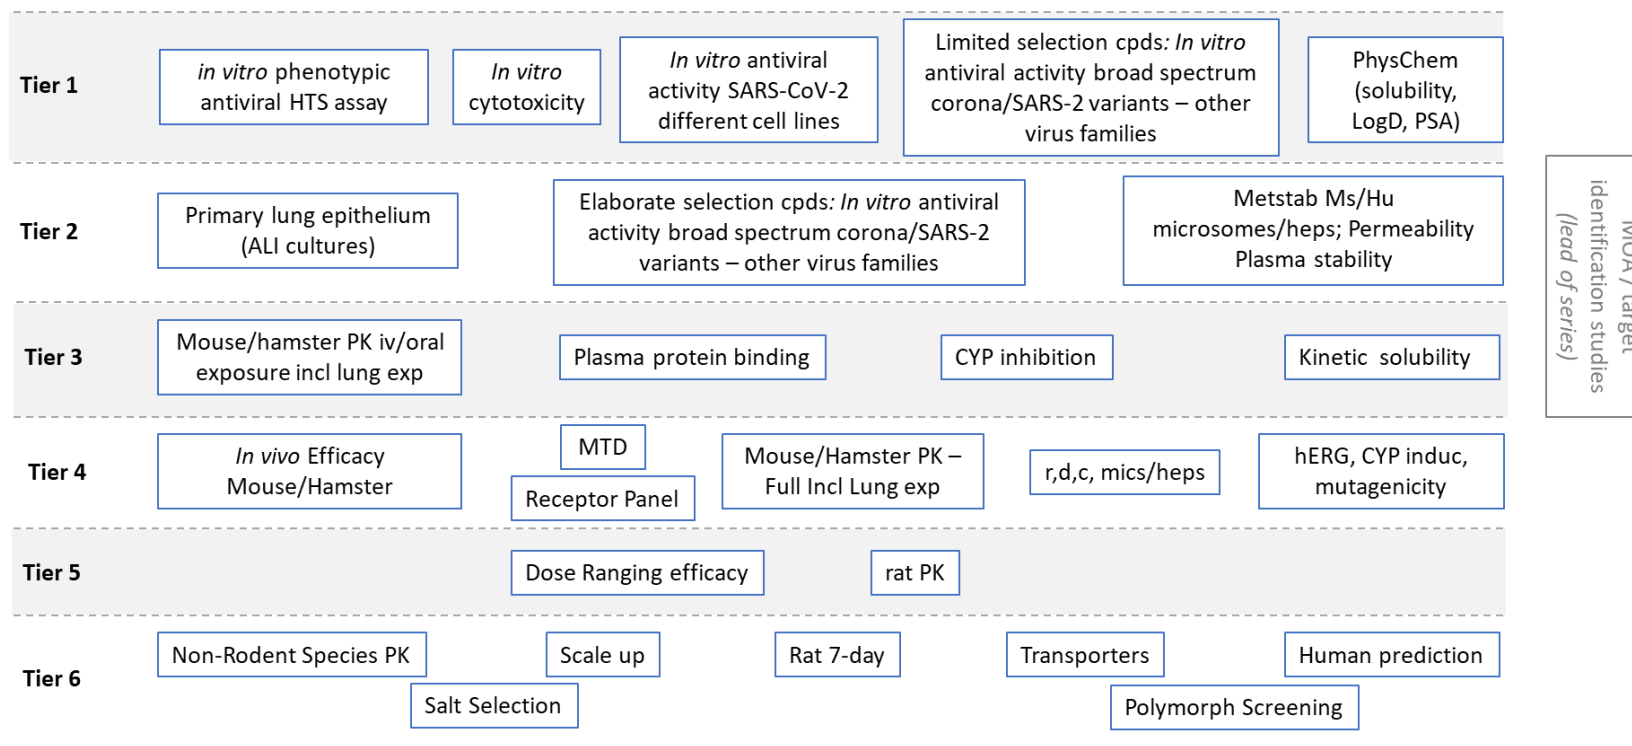 Tier 1
in vitro phenotypic
antiviral HTS assay
In vitro
cytotoxicity
In vitro antiviral
activity SARS-CoV-2
different cell lines
Limited selection cpds: In vitro
antiviral activity broad spectrum
corona/SARS-2 variants – other
virus families
PhysChem
(solubility,
LogD, PSA)
Tier 2
Primary lung epithelium
(ALI cultures)
Elaborate selection cpds: In vitro antiviral
activity broad spectrum corona/SARS-2
variants – other virus families
Metstab Ms/Hu
microsomes/heps; Permeability
Plasma stability
MOA / target
identification studies
(lead of series)
Tier 3
Mouse/hamster PK iv/oral
exposure incl lung exp
Plasma protein binding
CYP inhibition
Kinetic solubility
Tier 4
In vivo Efficacy
Mouse/Hamster
MTD
Receptor Panel
Mouse/Hamster PK –
Full Incl Lung exp
r,d,c, mics/heps
hERG, CYP induc,
mutagenicity
Tier 5
Dose Ranging efficacy
rat PK
Tier 6
Non-Rodent Species PK
Salt Selection
Scale up
Rat 7-day
Transporters
Polymorph Screening
Human prediction